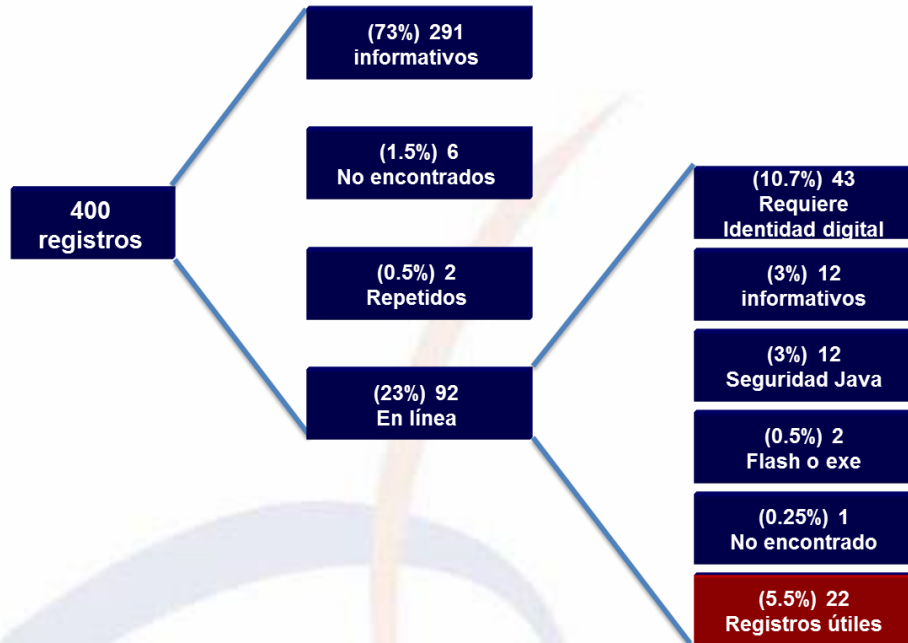 400
registros
(73%) 291
informativos
(1.5%) 6
No encontrados
(0.5%) 2
Repetidos
(23%) 92
En línea
(10.7%) 43
Requiere
Identidad digital
(3%) 12
informativos
(3%) 12
Seguridad Java
(0.5%) 2
Flash o exe
(0.25%) 1
No encontrado
(5.5%) 22
Registros útiles